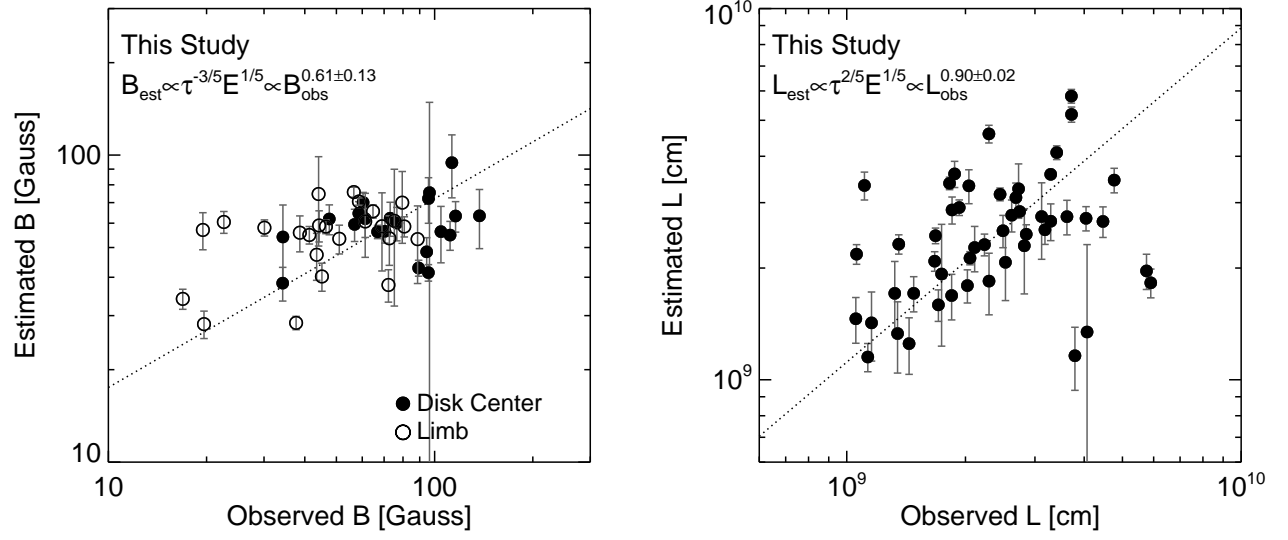 This Study
B_est∝τ^-3/5E^1/5∝B_obs^0.61±0.13
Estimated B [Gauss]
100
10
Disk Center
Limb
10 100
Observed B [Gauss]
10^10
This Study
L_est∝τ^2/5E^1/5∝L_obs^0.90±0.02
Estimated L [cm]
10^9
10^9 10^10
Observed L [cm]